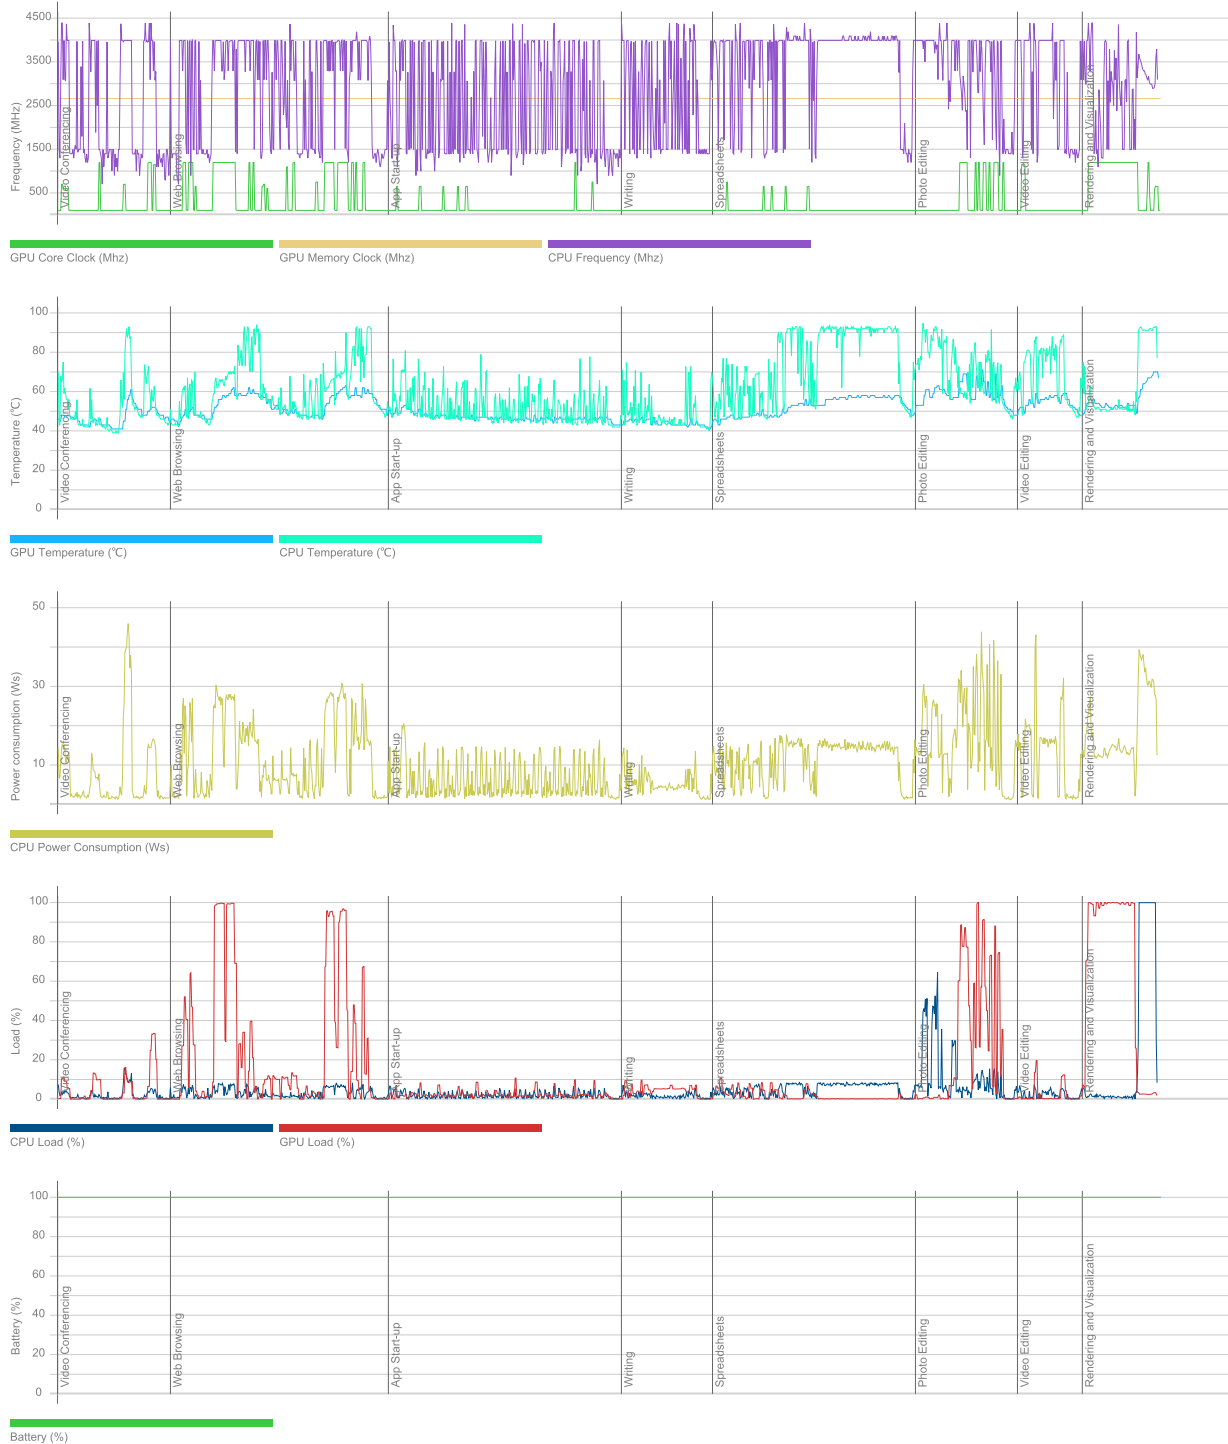 4500
3500
2500
1500
500
Frequency (MHz)
Video Conferencing
Web Browsing
App Start-up
Writing
Spreadsheets
Photo Editing
Video Editing
Rendering and Visualization
GPU Core Clock (Mhz)
GPU Memory Clock (Mhz)
CPU Frequency (Mhz)
100
80
60
40
20
0
Temperature (℃)
Video Conferencing
Web Browsing
App Start-up
Writing
Spreadsheets
Photo Editing
Video Editing
Rendering and Visualization
GPU Temperature (℃)
CPU Temperature (℃)
50
30
10
Power consumption (Ws)
Video Conferencing
Web Browsing
App Start-up
Writing
Spreadsheets
Photo Editing
Video Editing
Rendering and Visualization
CPU Power Consumption (Ws)
100
80
60
40
20
0
Load (%)
Video Conferencing
Web Browsing
App Start-up
Writing
Spreadsheets
Photo Editing
Video Editing
Rendering and Visualization
CPU Load (%)
GPU Load (%)
100
80
60
40
20
0
Battery (%)
Video Conferencing
Web Browsing
App Start-up
Writing
Spreadsheets
Photo Editing
Video Editing
Rendering and Visualization
Battery (%)